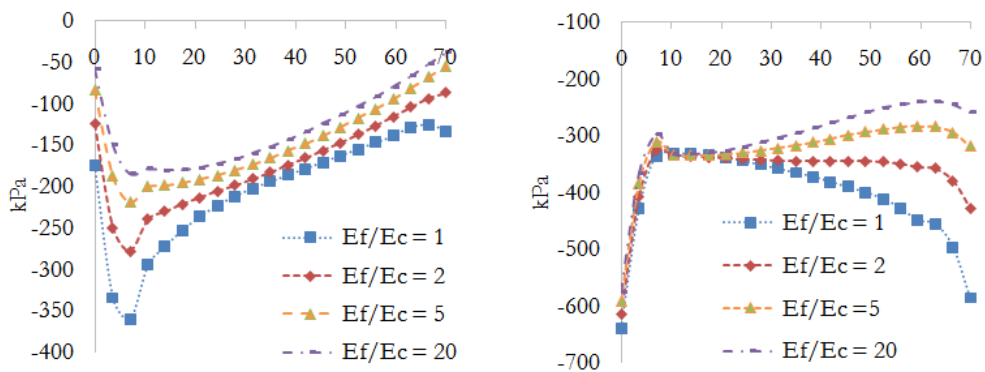 0
-50
-100
-150
-200
-250
-300
-350
-400
kPa
0 10 20 30 40 50 60 70
Ef/Ec = 1
Ef/Ec = 2
Ef/Ec = 5
Ef/Ec = 20
-100
-200
-300
-400
-500
-600
-700
kPa
0 10 20 30 40 50 60 70
Ef/Ec = 1
Ef/Ec = 2
Ef/Ec =5
Ef/Ec = 20